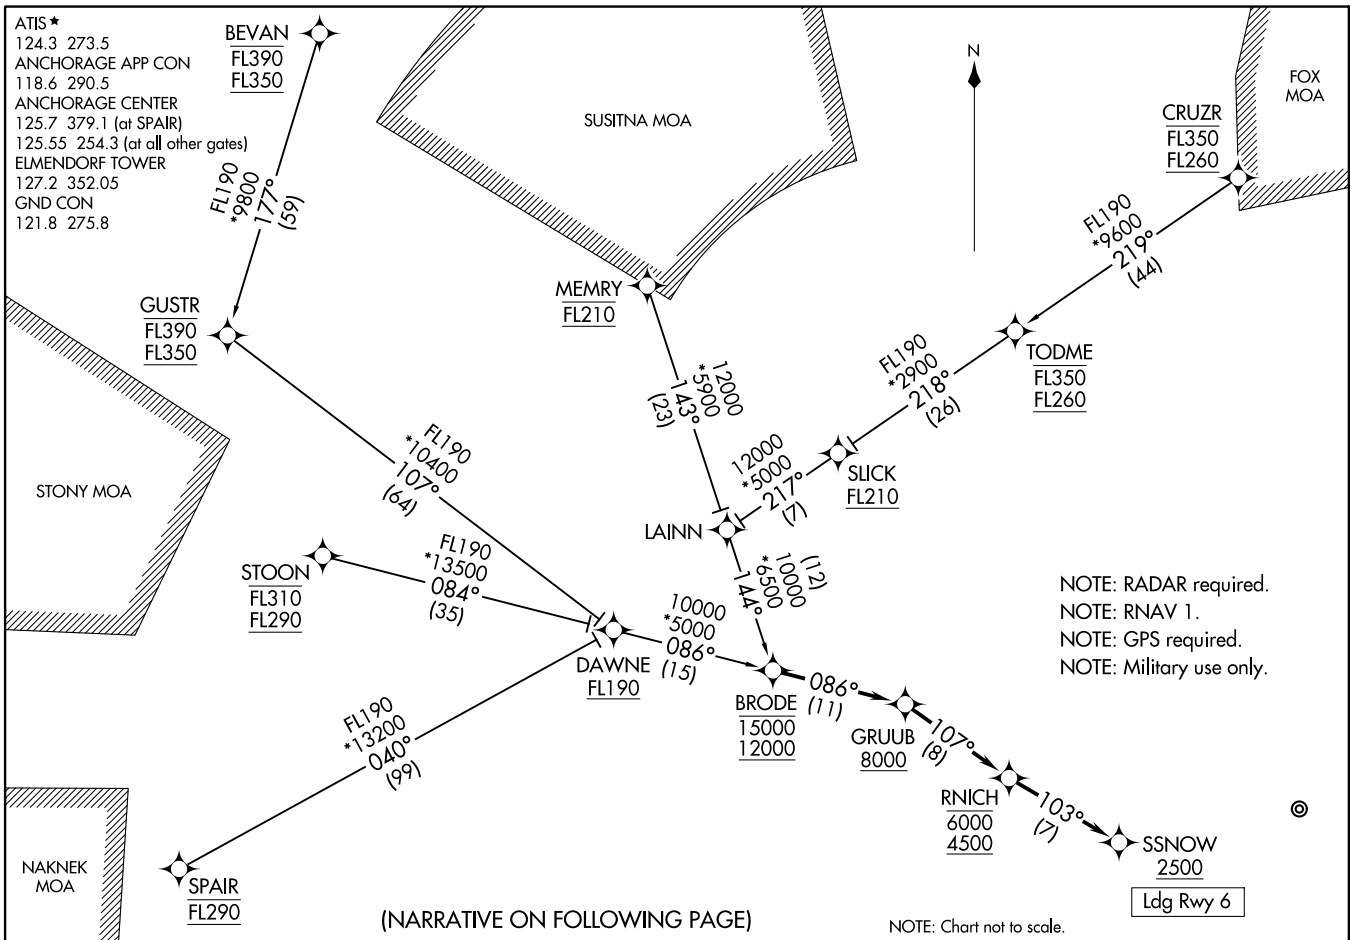 ATIS ★
124.3 273.5
ANCHORAGE APP CON
118.6 290.5
ANCHORAGE CENTER
125.7 379.1 (at SPAIR)
125.55 254.3 (at all other gates)
ELMENDORF TOWER
127.2 352.05
GND CON
121.8 275.8
BEVAN
FL390
FL350
FL190
*9800
177°
(59)
SUSITNA MOA
N
FOX
MOA
CRUZR
FL350
FL260
FL190
*9600
219°
(44)
GUSTR
FL390
FL350
MEMRY
FL210
TODME
FL350
FL260
FL190
*2900
218°
(26)
12000
*5900
143°
(23)
STONY MOA
FL190
*10400
107°
(64)
12000
*5000
217°
(7)
SLICK
FL210
LAINN
STOON
FL310
FL290
FL190
*13500
084°
(35)
(12)
10000
*6500
144°
NOTE: RADAR required.
NOTE: RNAV 1.
NOTE: GPS required.
NOTE: Military use only.
10000
*5000
086°
(15)
DAWNE
FL190
BRODE
15000
12000
086°
(11)
GRUUB
8000
107°
(8)
FL190
*13200
040°
(99)
RNICH
6000
4500
103°
(7)
SSNOW
2500
Ldg Rwy 6
NAKNEK
MOA
SPAIR
FL290
(NARRATIVE ON FOLLOWING PAGE)
NOTE: Chart not to scale.